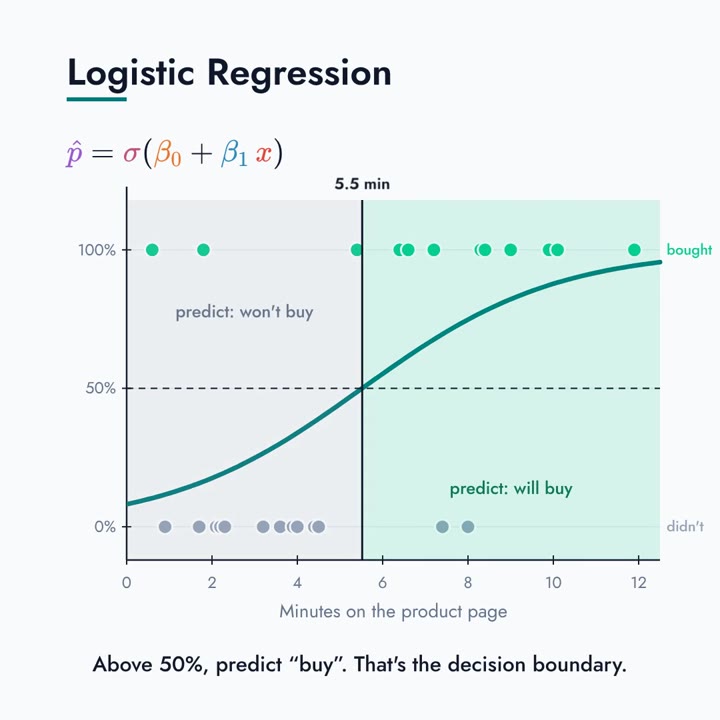 Logistic Regression
p̂ = σ(β₀ + β₁ x)
5.5 min
100%
bought
predict: won't buy
50%
predict: will buy
0%
didn't
0 2 4 6 8 10 12
Minutes on the product page
Above 50%, predict “buy”. That's the decision boundary.